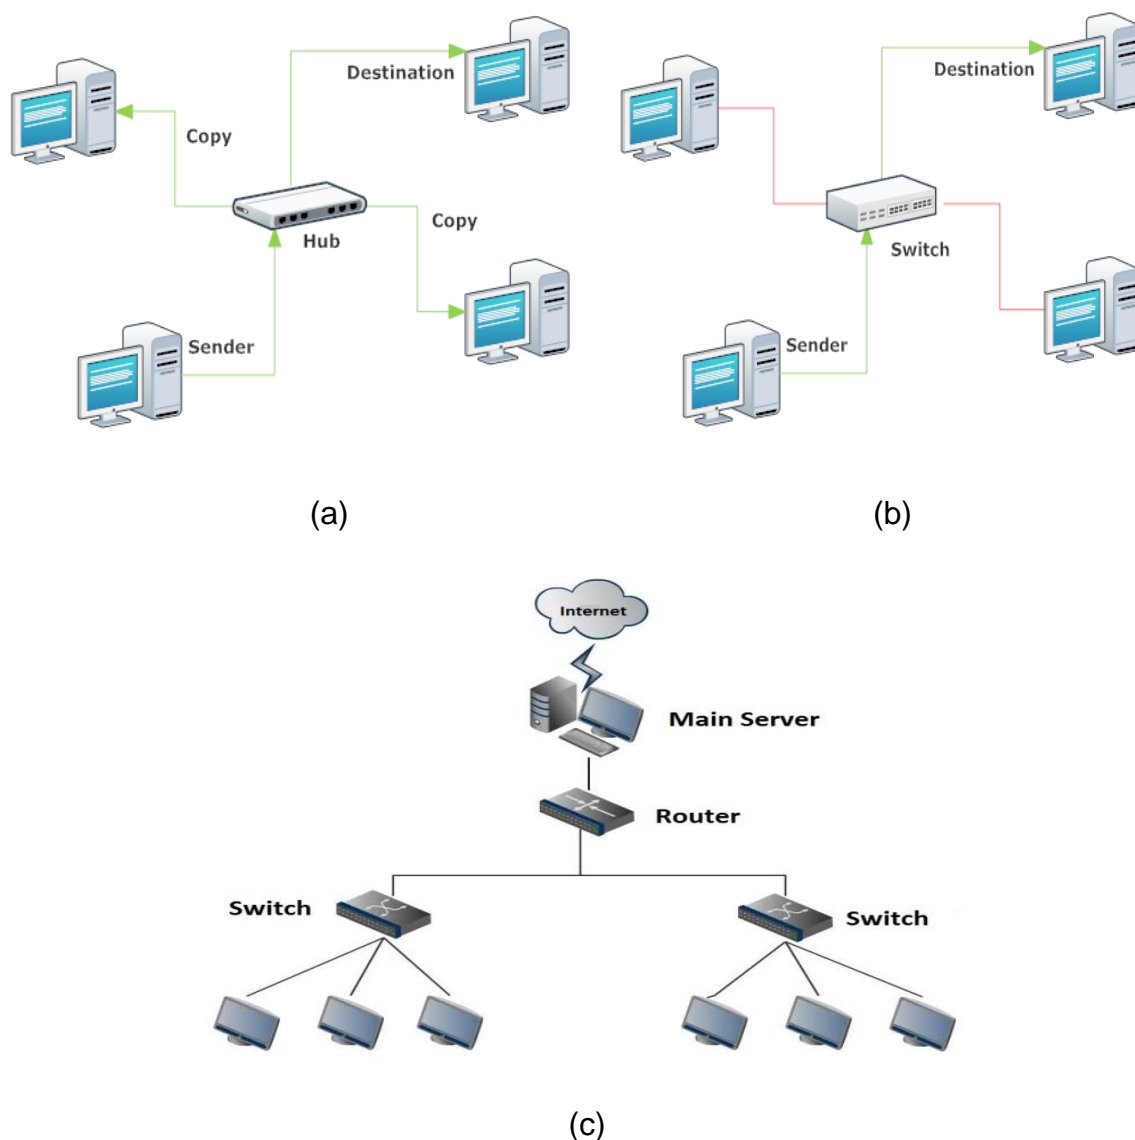 Destination
Copy
Copy
Hub
Sender
Destination
Switch
Sender
(a)
(b)
Internet
Main Server
Router
Switch
Switch
(c)